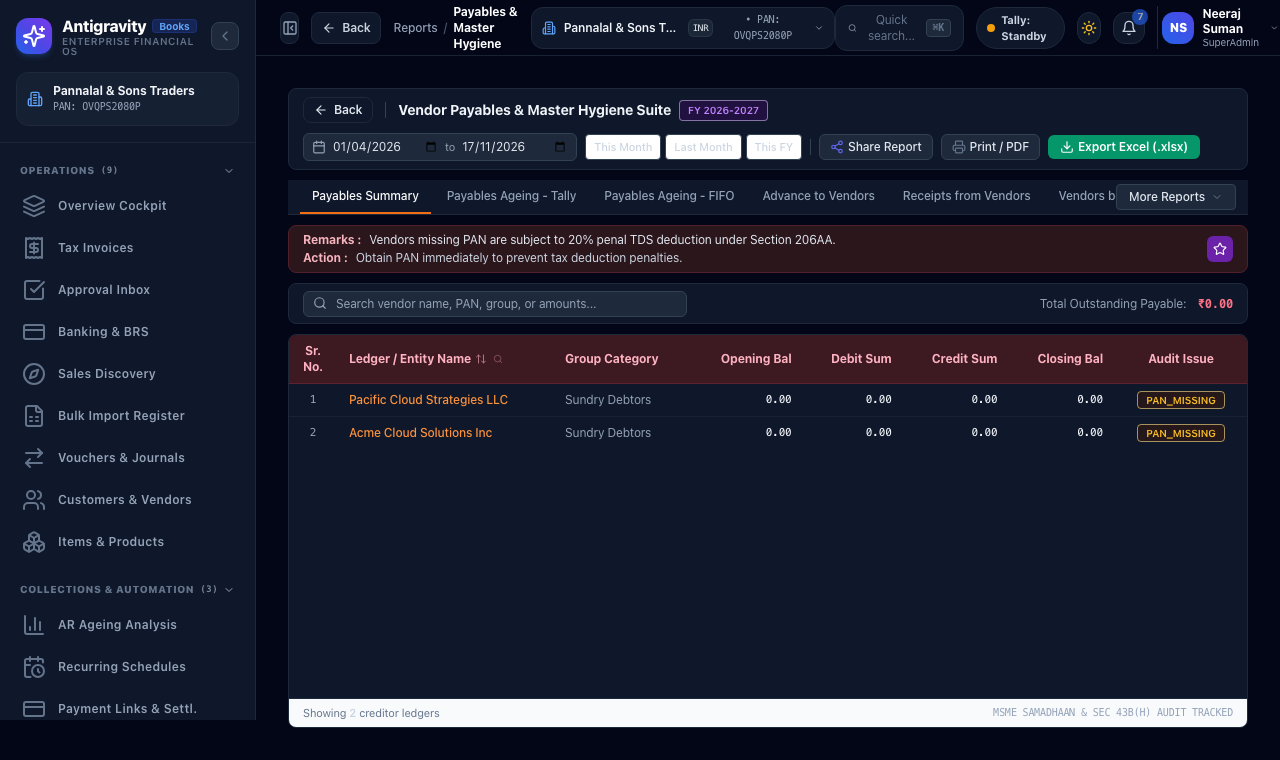 Antigravity Books
ENTERPRISE FINANCIAL OS
Pannalal & Sons Traders
PAN: OVQPS2080P
OPERATIONS (9)
Overview Cockpit
Tax Invoices
Approval Inbox
Banking & BRS
Sales Discovery
Bulk Import Register
Vouchers & Journals
Customers & Vendors
Items & Products
COLLECTIONS & AUTOMATION (3)
AR Ageing Analysis
Recurring Schedules
Payment Links & Settl.
Back
Reports / Payables & Master Hygiene
Pannalal & Sons T... INR • PAN: OVQPS2080P
Quick search... ⌘K
Tally: Standby
7
NS
Neeraj Suman
SuperAdmin
Back
Vendor Payables & Master Hygiene Suite FY 2026-2027
01/04/2026 to 17/11/2026 This Month Last Month This FY Share Report Print / PDF Export Excel (.xlsx)
Payables Summary Payables Ageing - Tally Payables Ageing - FIFO Advance to Vendors Receipts from Vendors Vendors b More Reports
Remarks : Vendors missing PAN are subject to 20% penal TDS deduction under Section 206AA.
Action : Obtain PAN immediately to prevent tax deduction penalties.
Search vendor name, PAN, group, or amounts... Total Outstanding Payable: ₹0.00
Sr. No. Ledger / Entity Name Group Category Opening Bal Debit Sum Credit Sum Closing Bal Audit Issue
1 Pacific Cloud Strategies LLC Sundry Debtors 0.00 0.00 0.00 0.00 PAN_MISSING
2 Acme Cloud Solutions Inc Sundry Debtors 0.00 0.00 0.00 0.00 PAN_MISSING
Showing 2 creditor ledgers MSME SAMADHAAN & SEC 43B(H) AUDIT TRACKED